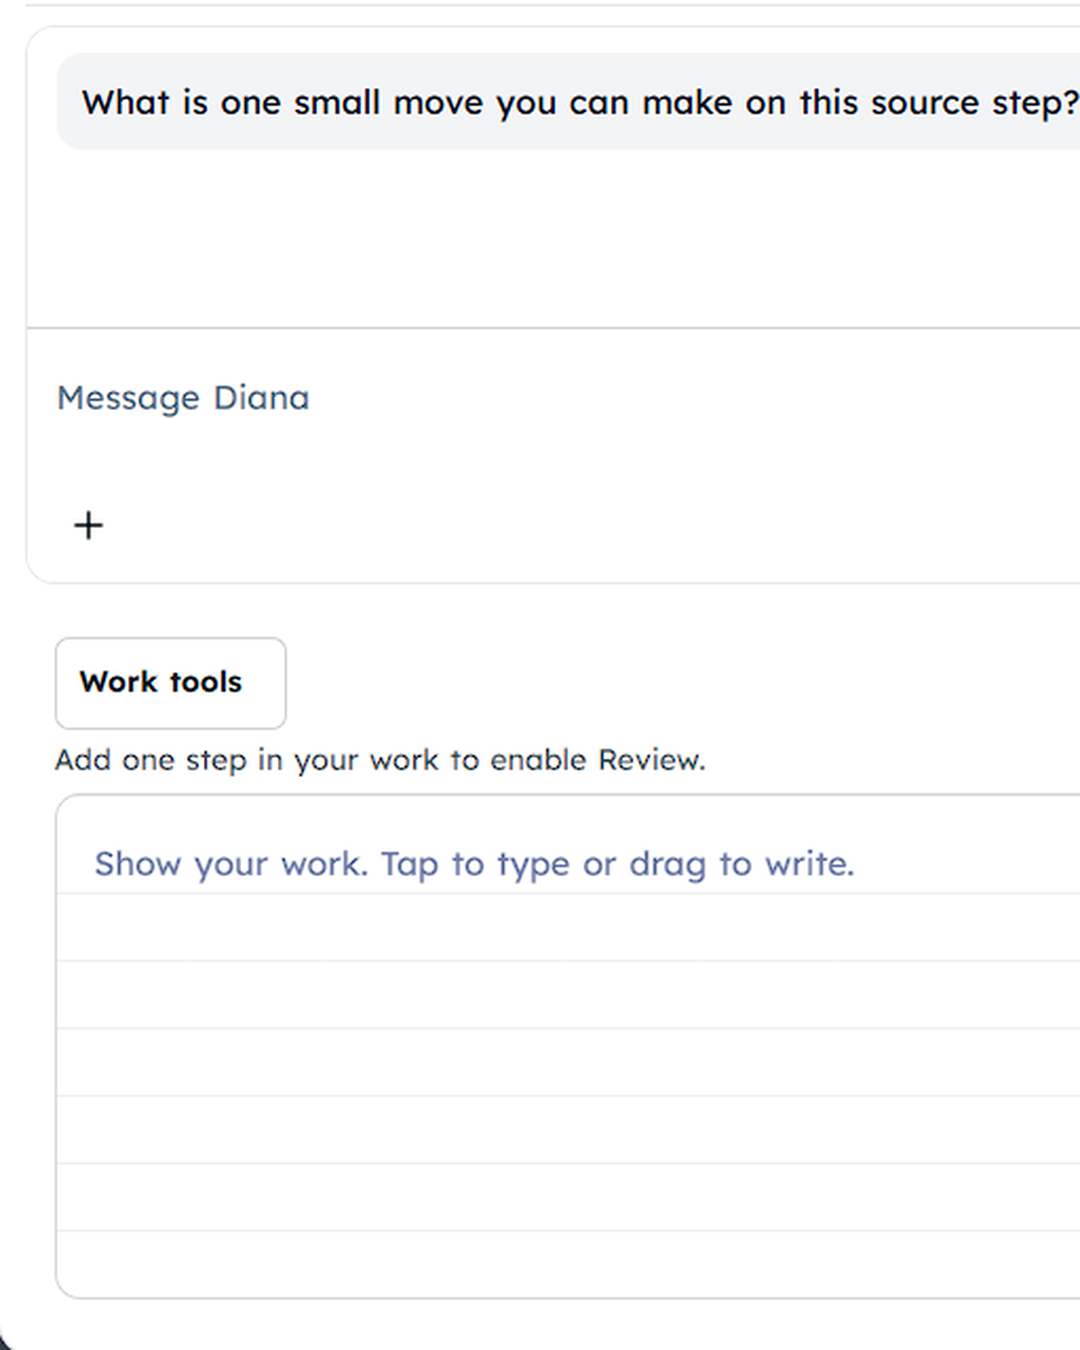 What is one small move you can make on this source step?
Message Diana
+
Work tools
Add one step in your work to enable Review.
Show your work. Tap to type or drag to write.